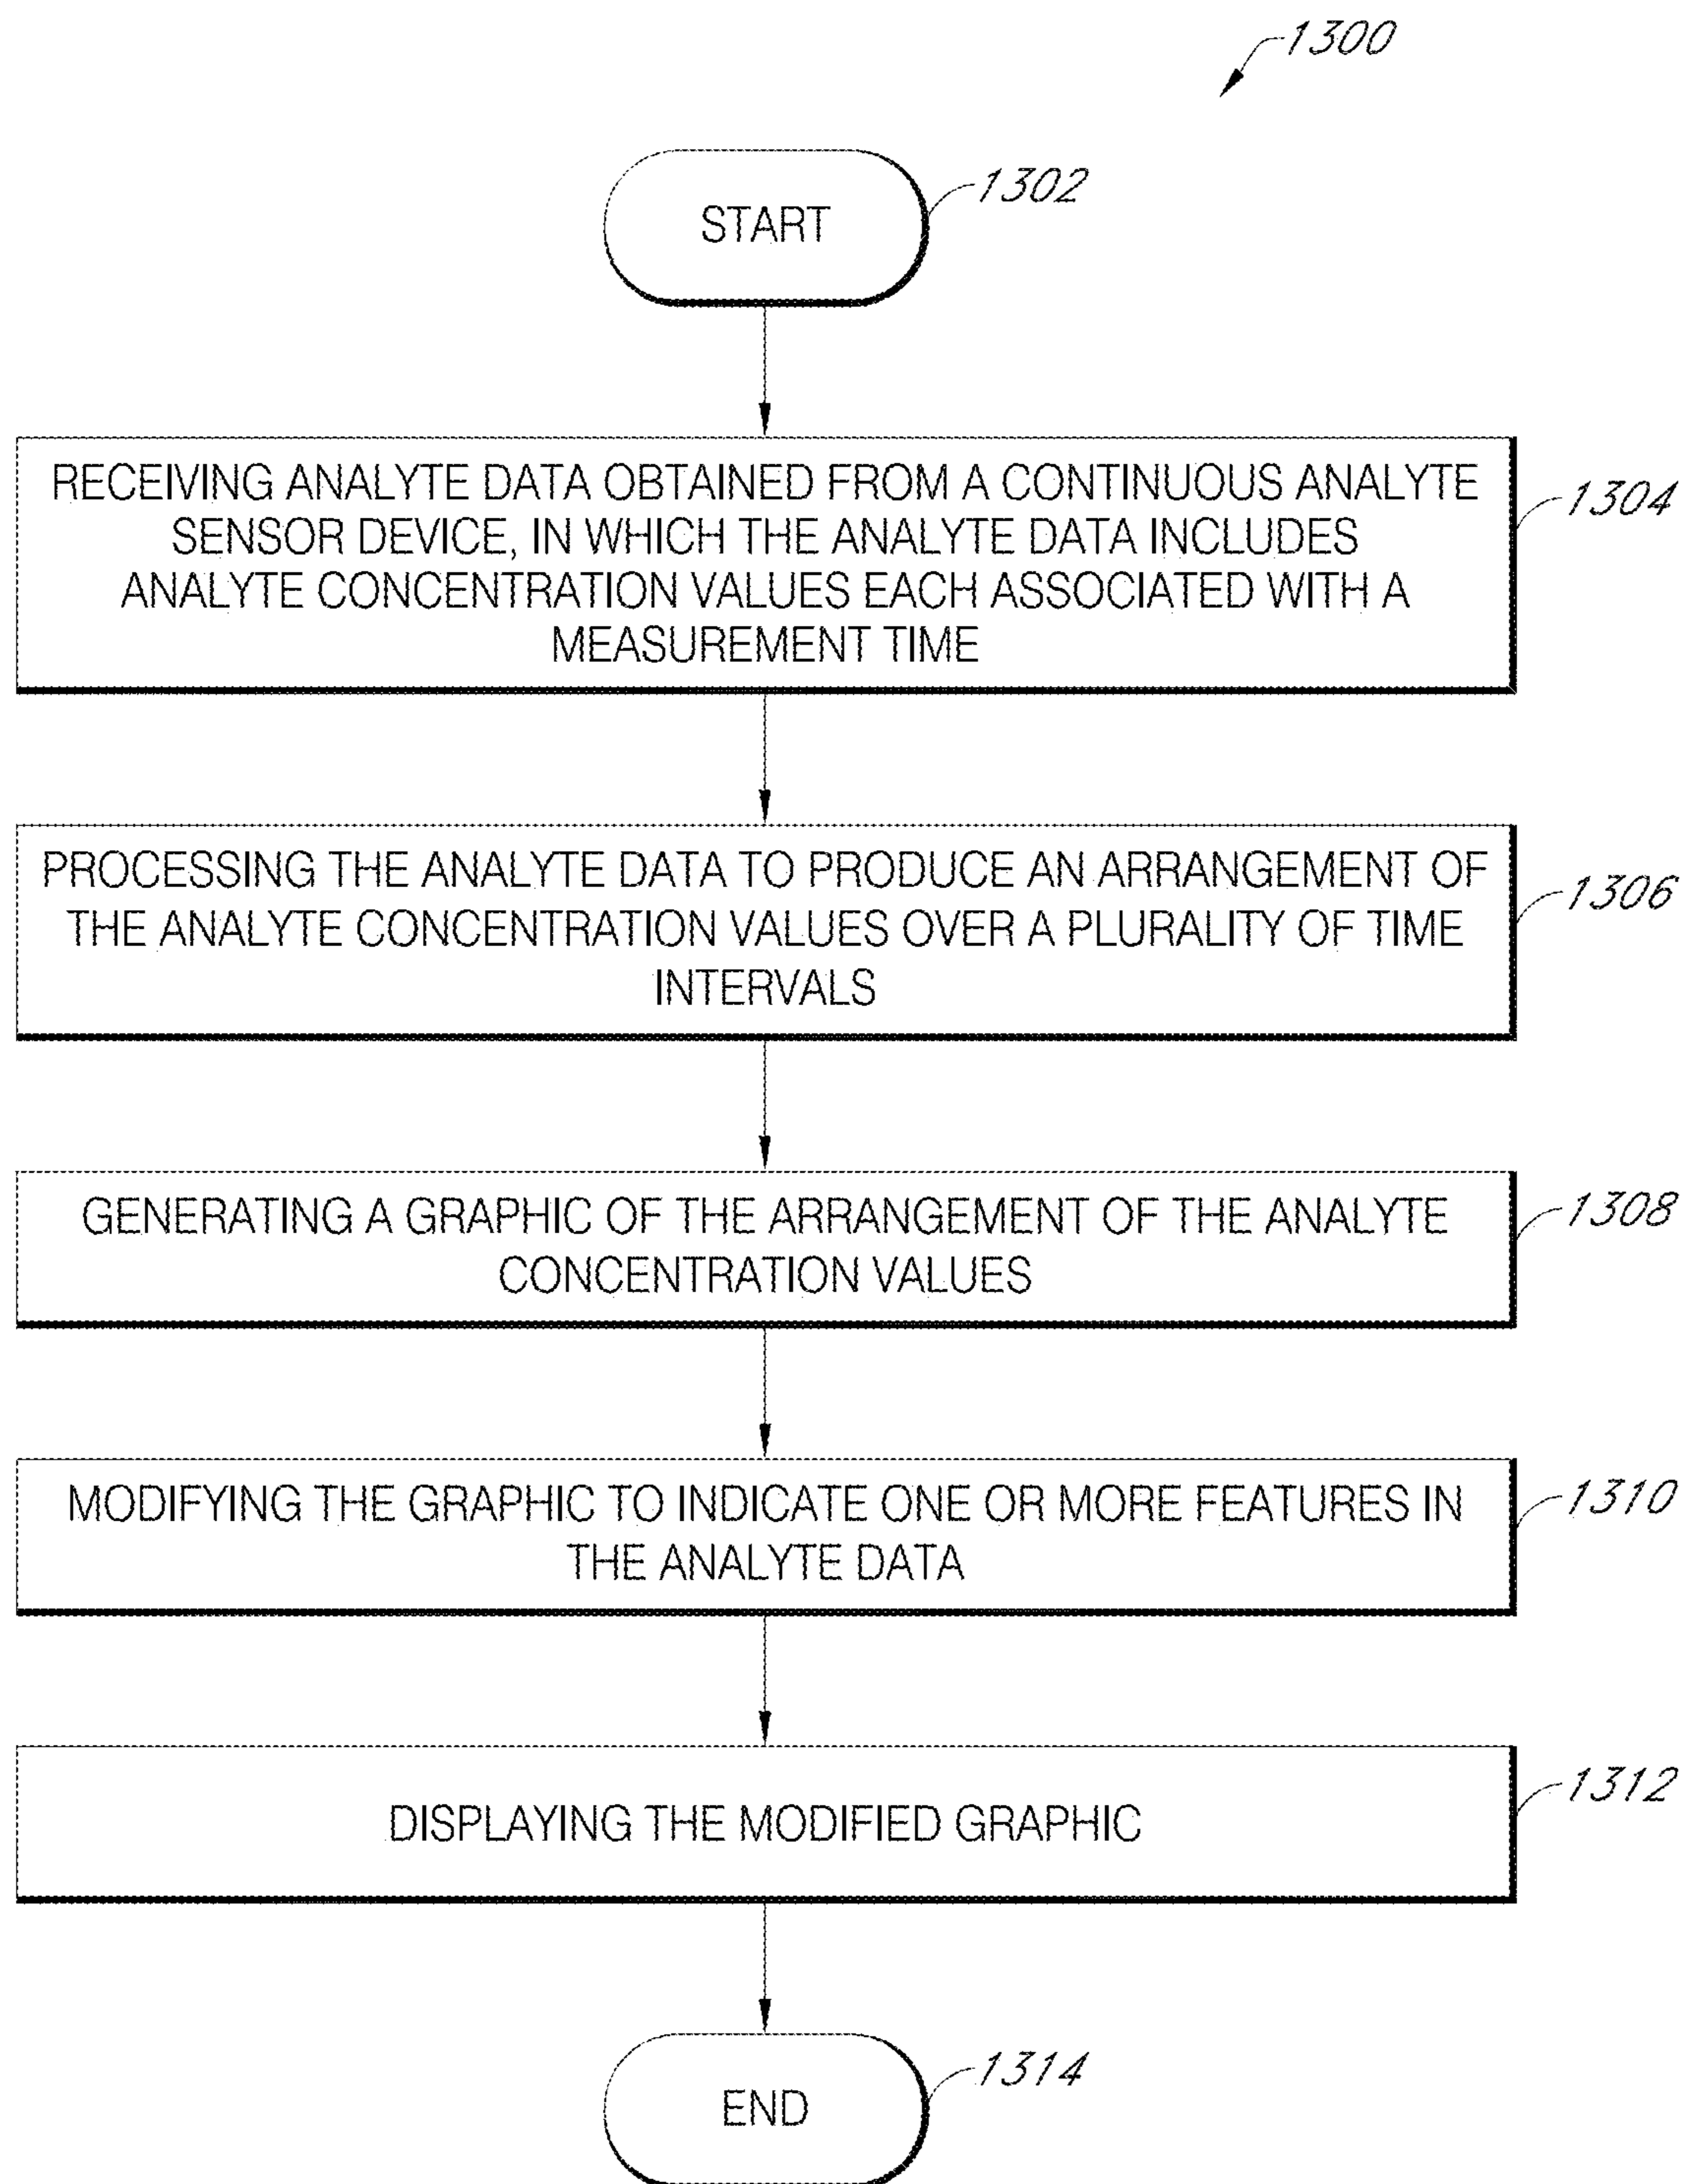 1300
START
1302
RECEIVING ANALYTE DATA OBTAINED FROM A CONTINUOUS ANALYTE
SENSOR DEVICE, IN WHICH THE ANALYTE DATA INCLUDES
ANALYTE CONCENTRATION VALUES EACH ASSOCIATED WITH A
MEASUREMENT TIME
1304
PROCESSING THE ANALYTE DATA TO PRODUCE AN ARRANGEMENT OF
THE ANALYTE CONCENTRATION VALUES OVER A PLURALITY OF TIME
INTERVALS
1306
GENERATING A GRAPHIC OF THE ARRANGEMENT OF THE ANALYTE
CONCENTRATION VALUES
1308
MODIFYING THE GRAPHIC TO INDICATE ONE OR MORE FEATURES IN
THE ANALYTE DATA
1310
DISPLAYING THE MODIFIED GRAPHIC
1312
END
1314